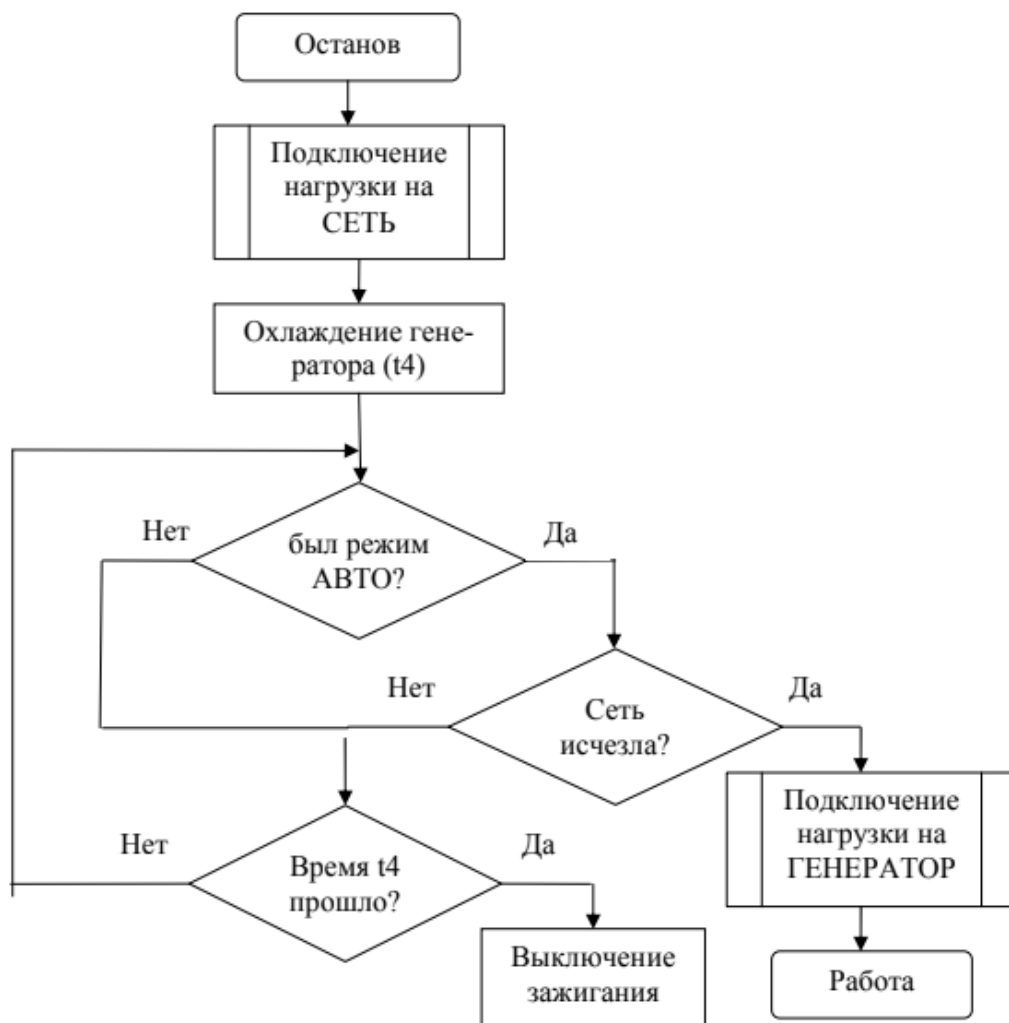 Останов
Подключение
нагрузки на
СЕТЬ
Охлаждение гене-
ратора (t4)
Нет
Да
был режим
АВТО?
Нет
Да
Сеть
исчезла?
Подключение
нагрузки на
ГЕНЕРАТОР
Нет
Да
Время t4
прошло?
Выключение
зажигания
Работа